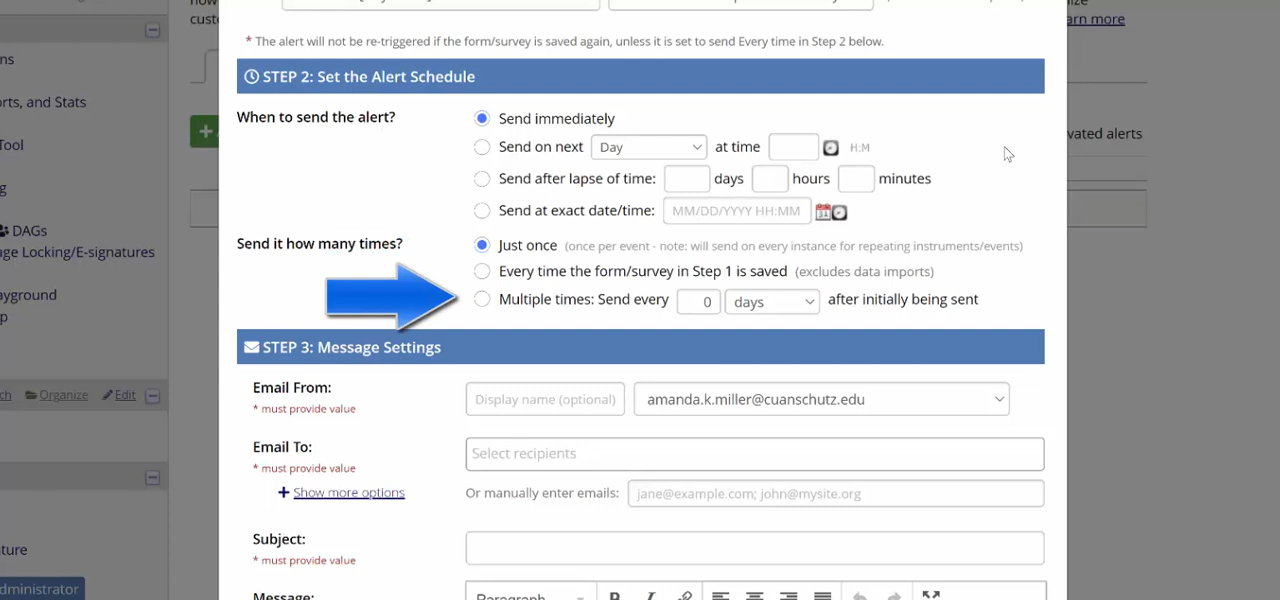 how
custo
arn more
* The alert will not be re-triggered if the form/survey is saved again, unless it is set to send Every time in Step 2 below.
STEP 2: Set the Alert Schedule
When to send the alert?
Send immediately
Send on next Day at time H:M
Send after lapse of time: days hours minutes
Send at exact date/time: MM/DD/YYYY HH:MM
Send it how many times?
Just once (once per event - note: will send on every instance for repeating instruments/events)
Every time the form/survey in Step 1 is saved (excludes data imports)
Multiple times: Send every 0 days after initially being sent
STEP 3: Message Settings
Email From:
* must provide value
Display name (optional) amanda.k.miller@cuanschutz.edu
Email To:
* must provide value
Select recipients
+ Show more options
Or manually enter emails: jane@example.com; john@mysite.org
Subject:
* must provide value
Message:
Paragraph
ns
orts, and Stats
Tool
g
DAGs
age Locking/E-signatures
ayground
p
ch Organize Edit
ture
dministrator
vated alerts